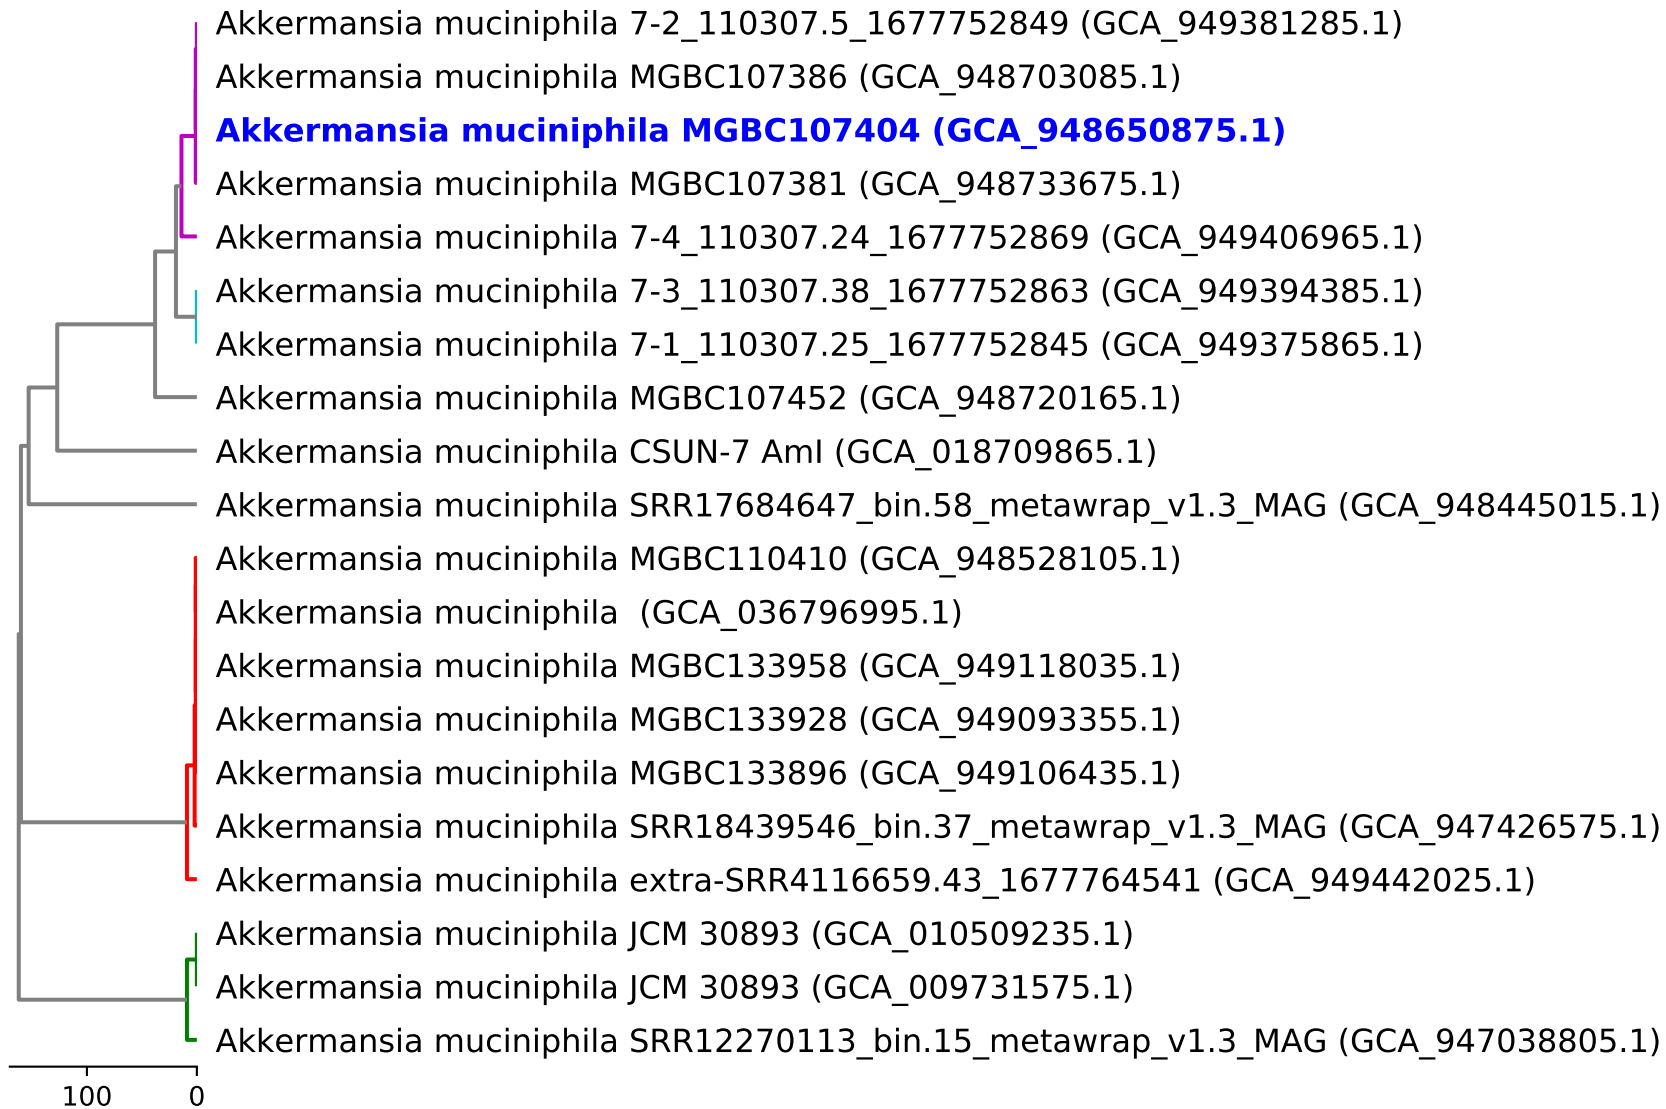 Akkermansia muciniphila 7-2_110307.5_1677752849 (GCA_949381285.1)
Akkermansia muciniphila MGBC107386 (GCA_948703085.1)
Akkermansia muciniphila MGBC107404 (GCA_948650875.1)
Akkermansia muciniphila MGBC107381 (GCA_948733675.1)
Akkermansia muciniphila 7-4_110307.24_1677752869 (GCA_949406965.1)
Akkermansia muciniphila 7-3_110307.38_1677752863 (GCA_949394385.1)
Akkermansia muciniphila 7-1_110307.25_1677752845 (GCA_949375865.1)
Akkermansia muciniphila MGBC107452 (GCA_948720165.1)
Akkermansia muciniphila CSUN-7 AmI (GCA_018709865.1)
Akkermansia muciniphila SRR17684647_bin.58_metawrap_v1.3_MAG (GCA_948445015.1)
Akkermansia muciniphila MGBC110410 (GCA_948528105.1)
Akkermansia muciniphila  (GCA_036796995.1)
Akkermansia muciniphila MGBC133958 (GCA_949118035.1)
Akkermansia muciniphila MGBC133928 (GCA_949093355.1)
Akkermansia muciniphila MGBC133896 (GCA_949106435.1)
Akkermansia muciniphila SRR18439546_bin.37_metawrap_v1.3_MAG (GCA_947426575.1)
Akkermansia muciniphila extra-SRR4116659.43_1677764541 (GCA_949442025.1)
Akkermansia muciniphila JCM 30893 (GCA_010509235.1)
Akkermansia muciniphila JCM 30893 (GCA_009731575.1)
Akkermansia muciniphila SRR12270113_bin.15_metawrap_v1.3_MAG (GCA_947038805.1)
100 0